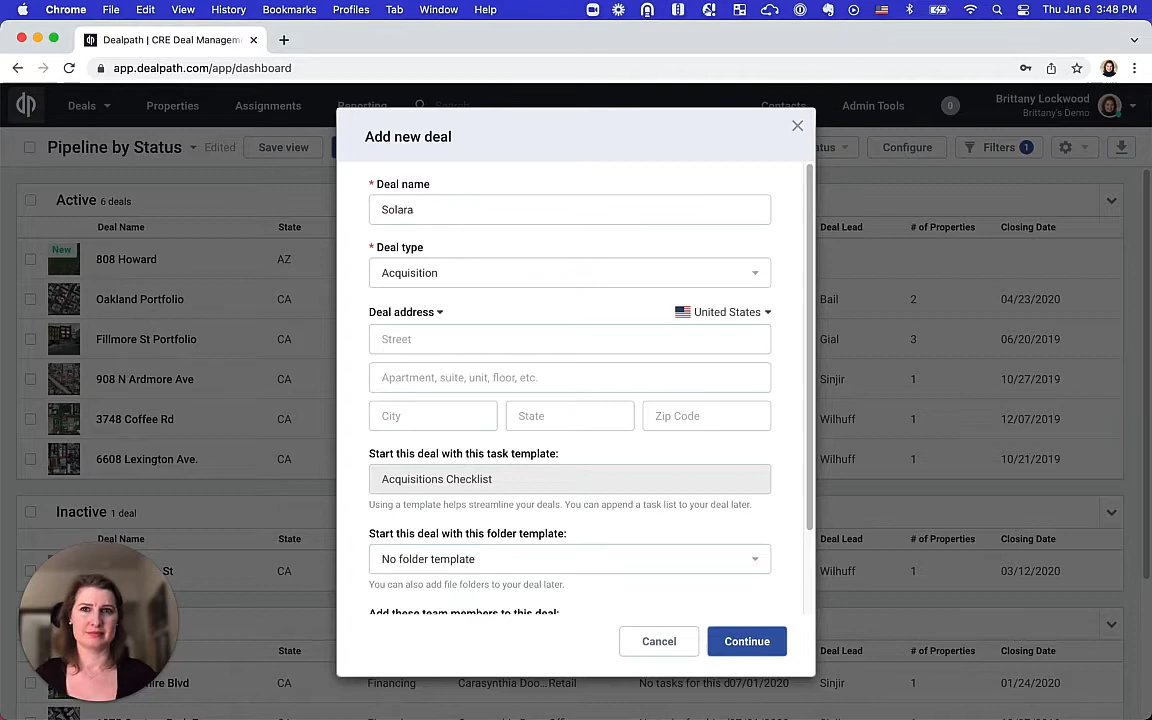 Chrome File Edit View History Bookmarks Profiles Tab Window Help Thu Jan 6 3:48 PM
Dealpath | CRE Deal Managem
app.dealpath.com/app/dashboard
dp Deals Properties Assignments Reporting Search Contacts Admin Tools 0 Brittany Lockwood
Brittany's Demo
Pipeline by Status Edited Save view atus Configure Filters 1
Add new deal
Active 6 deals
Deal Name State Deal Lead # of Properties Closing Date
New 808 Howard AZ
Oakland Portfolio CA Bail 2 04/23/2020
Fillmore St Portfolio CA Gial 3 06/20/2019
908 N Ardmore Ave CA Sinjir 1 10/27/2019
3748 Coffee Rd CA Wilhuff 1 12/07/2019
6608 Lexington Ave. CA Wilhuff 1 10/21/2019
Inactive 1 deal
Deal Name State Deal Lead # of Properties Closing Date
St CA Wilhuff 1 03/12/2020
State Deal Lead # of Properties Closing Date
hire Blvd CA Financing Carasynthia Doo...Retail No tasks for this d07/01/2020 Sinjir 1 01/24/2020
* Deal name
Solara
* Deal type
Acquisition
Deal address United States
Street
Apartment, suite, unit, floor, etc.
City State Zip Code
Start this deal with this task template:
Acquisitions Checklist
Using a template helps streamline your deals. You can append a task list to your deal later.
Start this deal with this folder template:
No folder template
You can also add file folders to your deal later.
Add these team members to this deal:
Cancel Continue